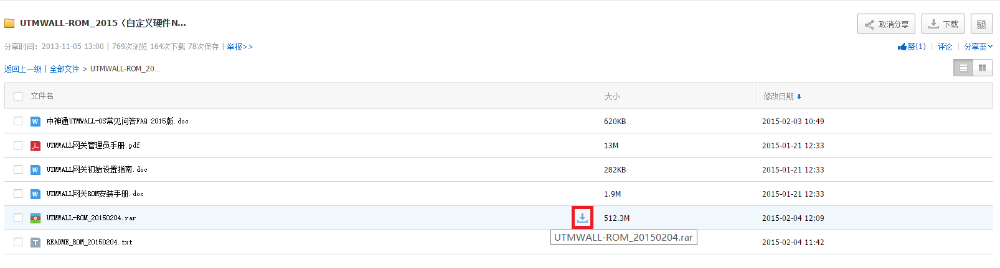 UTMWALL-ROM_2015（自定义硬件N...
取消分享 下载
分享时间：2013-11-05 13:00 | 769次浏览 164次下载 78次保存 | 举报>>
赞(1) | 评论 | 分享至
返回上一级 | 全部文件 > UTMWALL-ROM_20...
文件名 大小 修改日期
中神通UTMWALL-OS常见问答FAQ 2015版.doc 620KB 2015-02-03 10:49
UTMWALL网关管理员手册.pdf 13M 2015-01-21 12:33
UTMWALL网关初始设置指南.doc 282KB 2015-01-21 12:33
UTMWALL网关ROM安装手册.doc 1.9M 2015-01-21 12:33
UTMWALL-ROM_20150204.rar 512.3M 2015-02-04 12:09
UTMWALL-ROM_20150204.rar
README_ROM_20150204.txt 2015-02-04 11:42